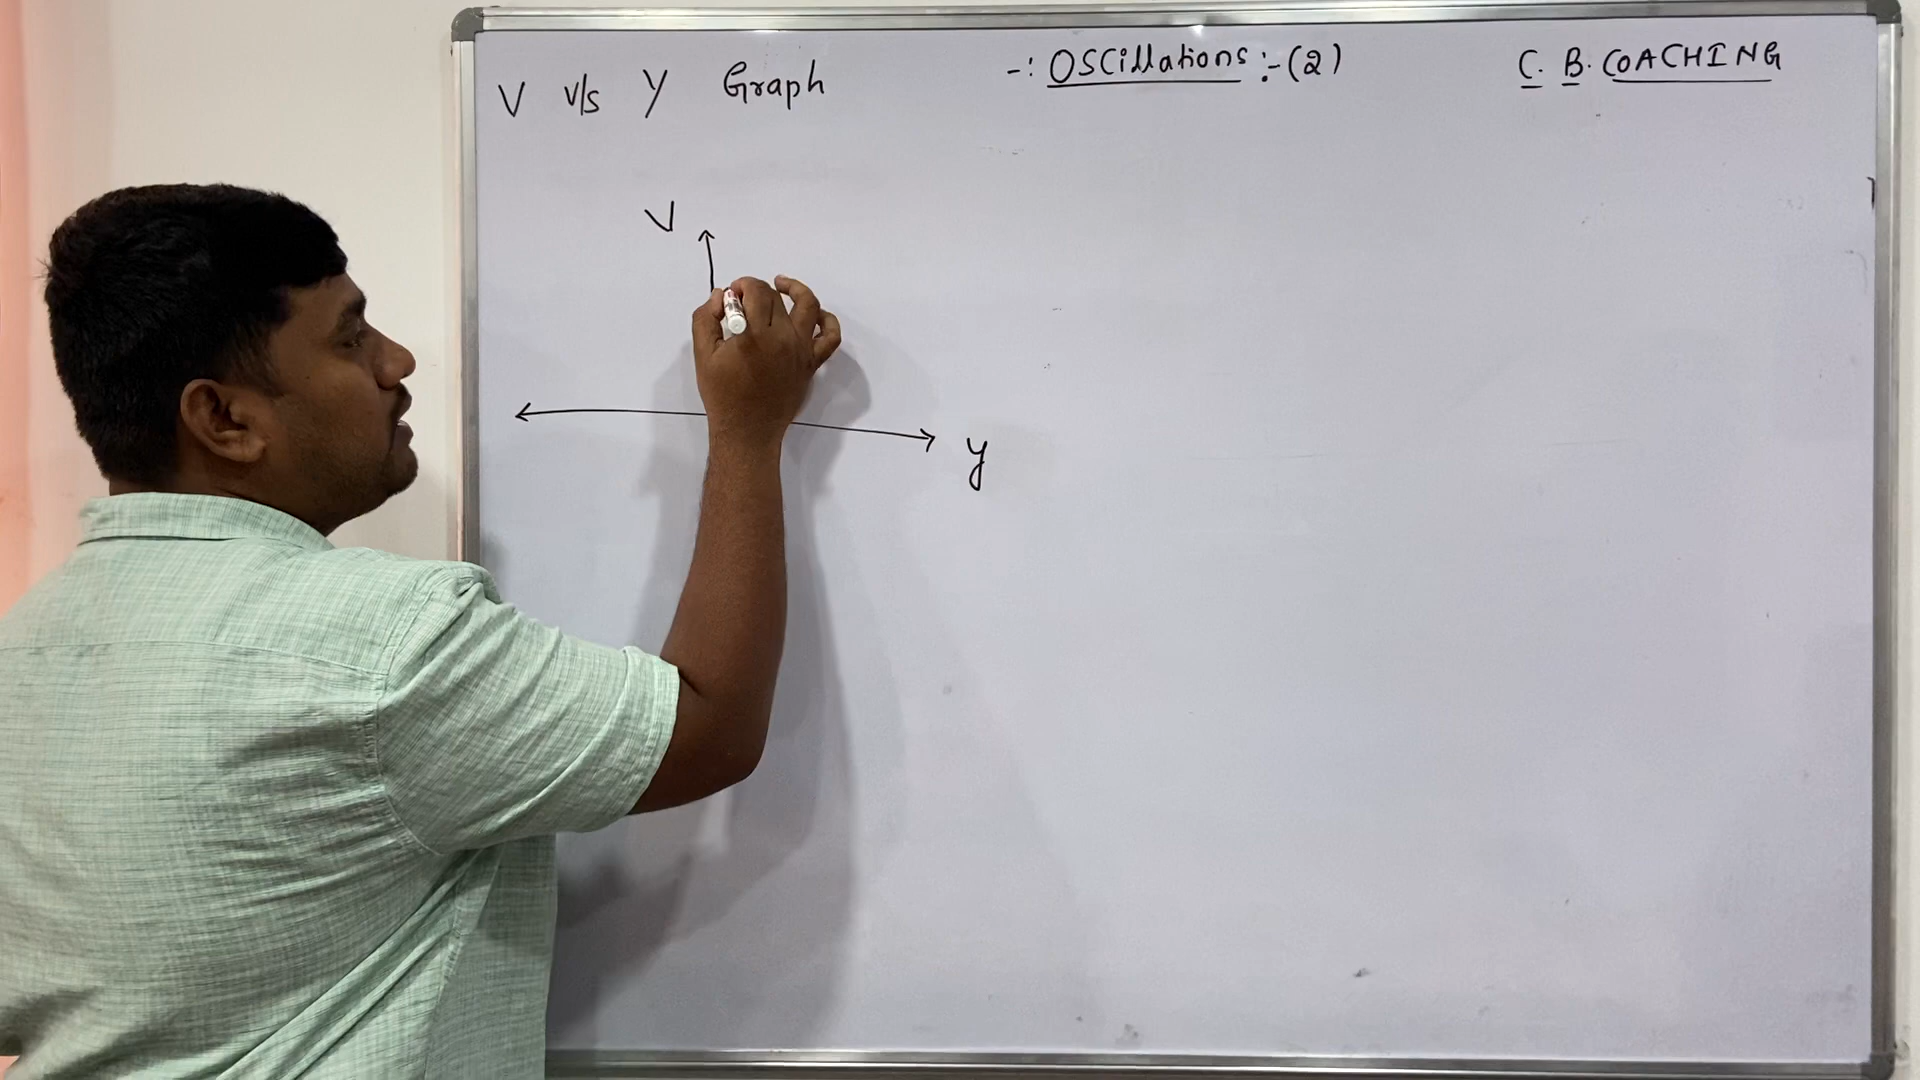 -: OSCillations :- (2)
C. B. COACHING
V v/s Y Graph
V
y